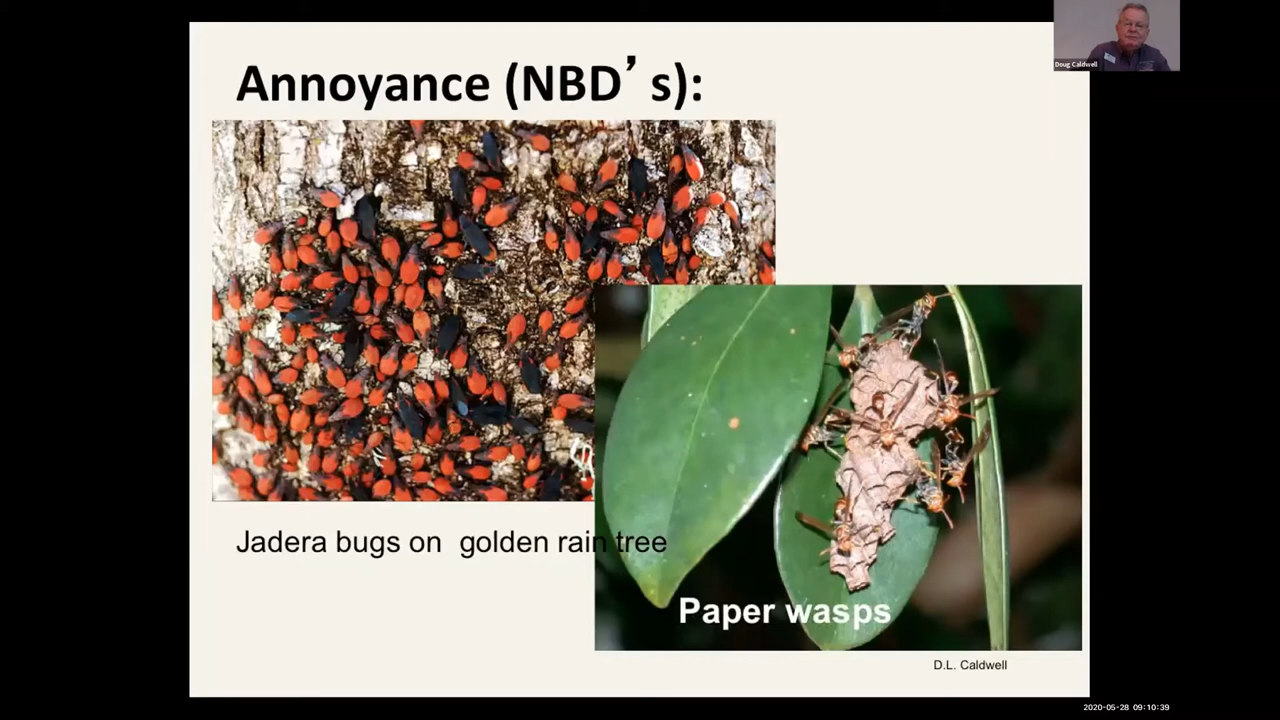 Doug Caldwell
Annoyance (NBD’s):
Jadera bugs on golden rain tree
Paper wasps
D.L. Caldwell
2020-05-28 09:10:39